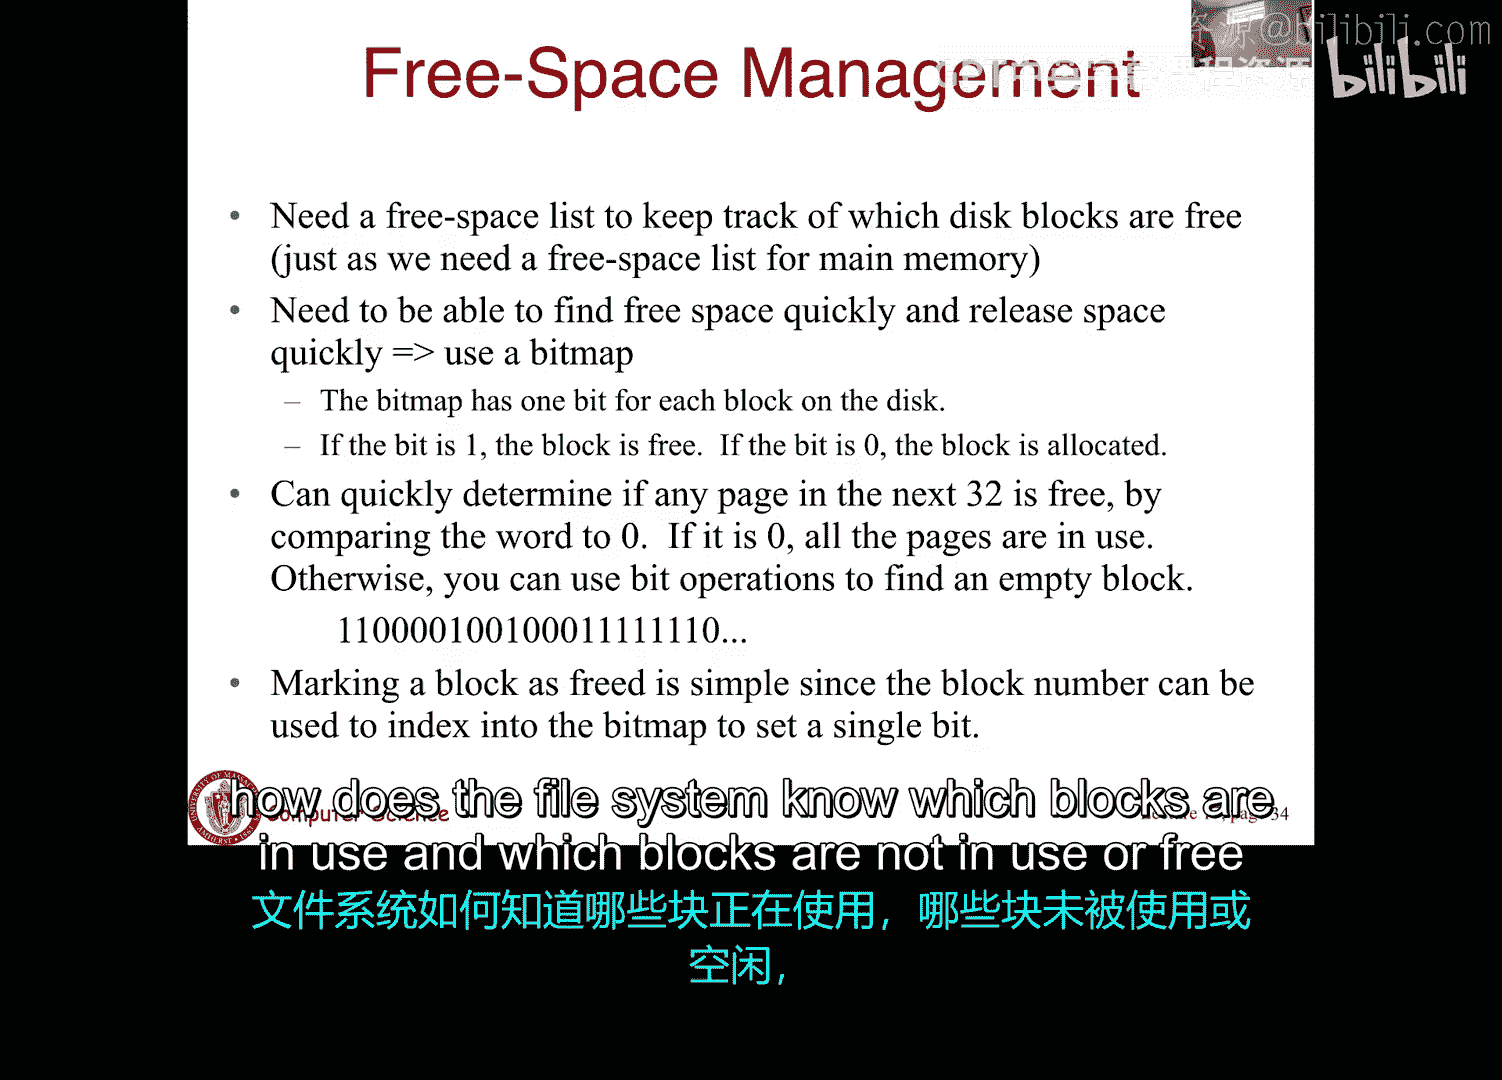 Free-Space Management
bilibili
• Need a free-space list to keep track of which disk blocks are free
(just as we need a free-space list for main memory)
• Need to be able to find free space quickly and release space
quickly => use a bitmap
– The bitmap has one bit for each block on the disk.
– If the bit is 1, the block is free. If the bit is 0, the block is allocated.
• Can quickly determine if any page in the next 32 is free, by
comparing the word to 0. If it is 0, all the pages are in use.
Otherwise, you can use bit operations to find an empty block.
110000100100011111110...
• Marking a block as freed is simple since the block number can be
used to index into the bitmap to set a single bit.
Computer Science
34
how does the file system know which blocks are
in use and which blocks are not in use or free
文件系统如何知道哪些块正在使用，哪些块未被使用或
空闲，